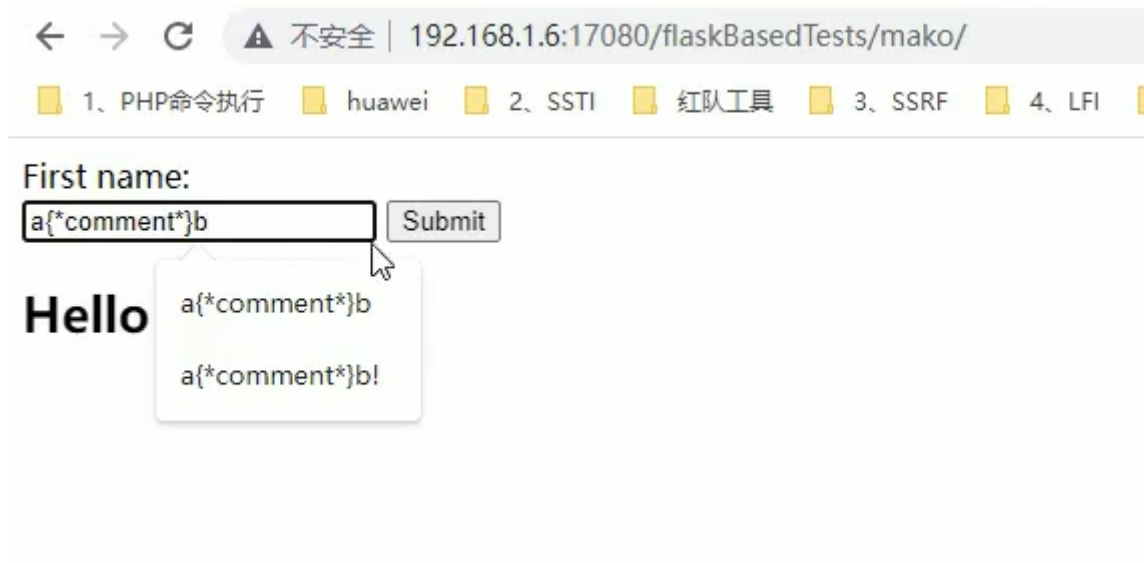 不安全 | 192.168.1.6:17080/flaskBasedTests/mako/
1、PHP命令执行 huawei 2、SSTI 红队工具 3、SSRF 4、LFI
First name:
a{*comment*}b Submit
Hello
a{*comment*}b
a{*comment*}b!